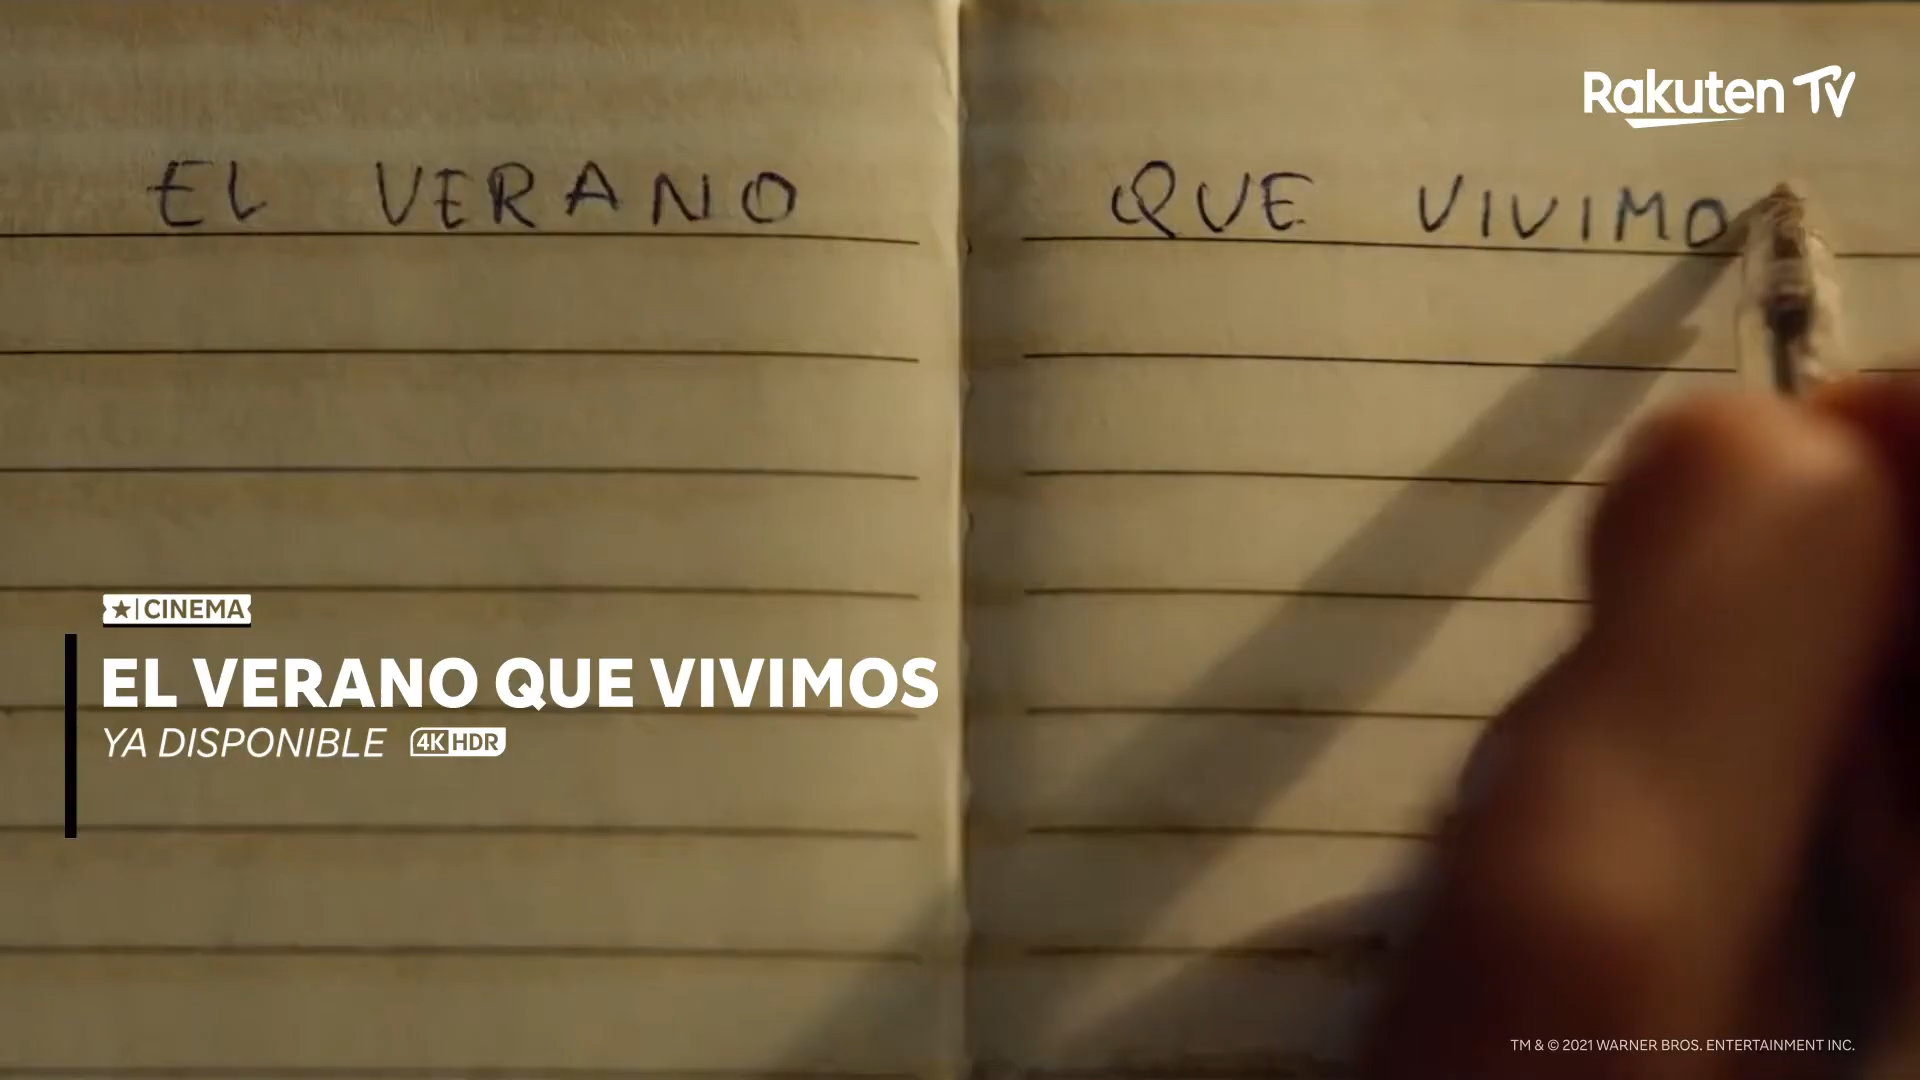 Rakuten TV
EL VERANO QUE VIVIMO
CINEMA
EL VERANO QUE VIVIMOS
YA DISPONIBLE 4K HDR
TM & © 2021 WARNER BROS. ENTERTAINMENT INC.